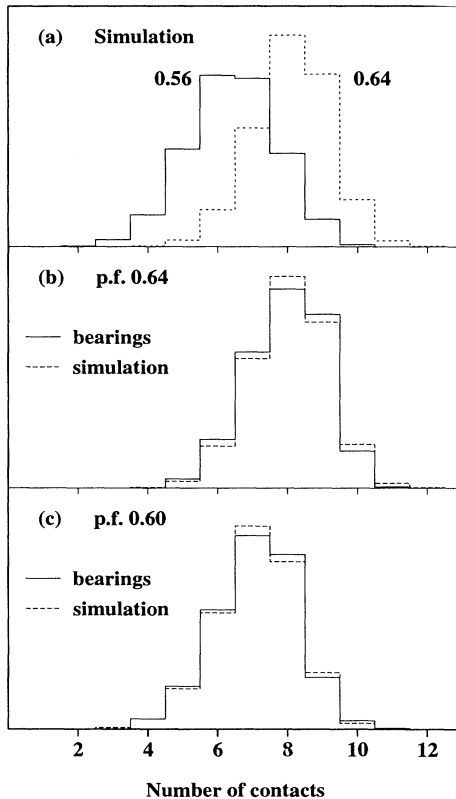 (a) Simulation
0.56 0.64
(b) p.f. 0.64
bearings
simulation
(c) p.f. 0.60
bearings
simulation
2 4 6 8 10 12
Number of contacts